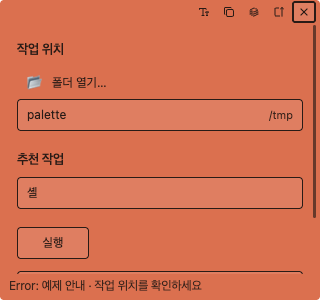 작업 위치
폴더 열기...
palette /tmp
추천 작업
셸
실행
Error: 예제 안내 · 작업 위치를 확인하세요